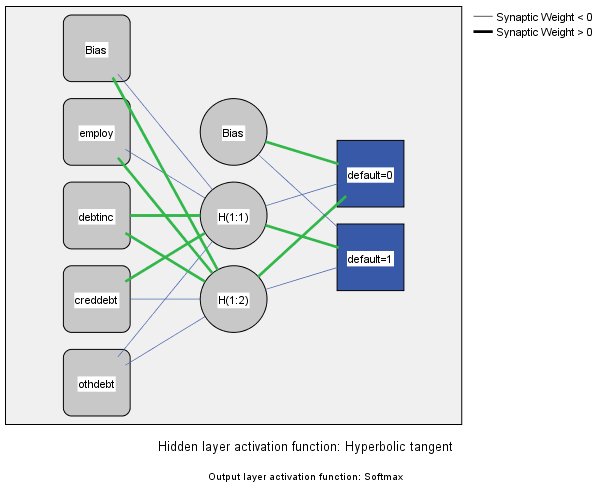 Synaptic Weight < 0
Synaptic Weight > 0
Bias
employ
Bias
default=0
debtinc
H(1:1)
default=1
creddebt
H(1:2)
othdebt
Hidden layer activation function: Hyperbolic tangent
Output layer activation function: Softmax